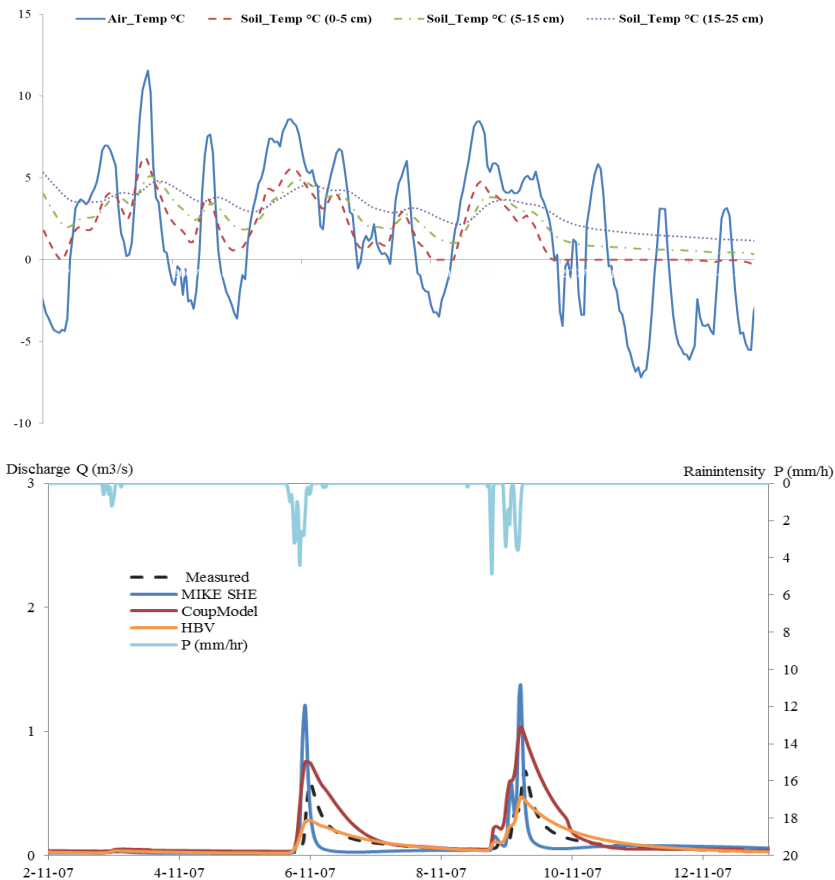 Air_Temp °C Soil_Temp °C (0-5 cm) Soil_Temp °C (5-15 cm) Soil_Temp °C (15-25 cm)
15
10
5
0
-5
-10
Discharge Q (m3/s) Rainintensity P (mm/h)
3 0
2
4
Measured
MIKE SHE
CoupModel
HBV
P (mm/hr)
6
2 8
10
1 12
14
16
18
0 20
2-11-07 4-11-07 6-11-07 8-11-07 10-11-07 12-11-07